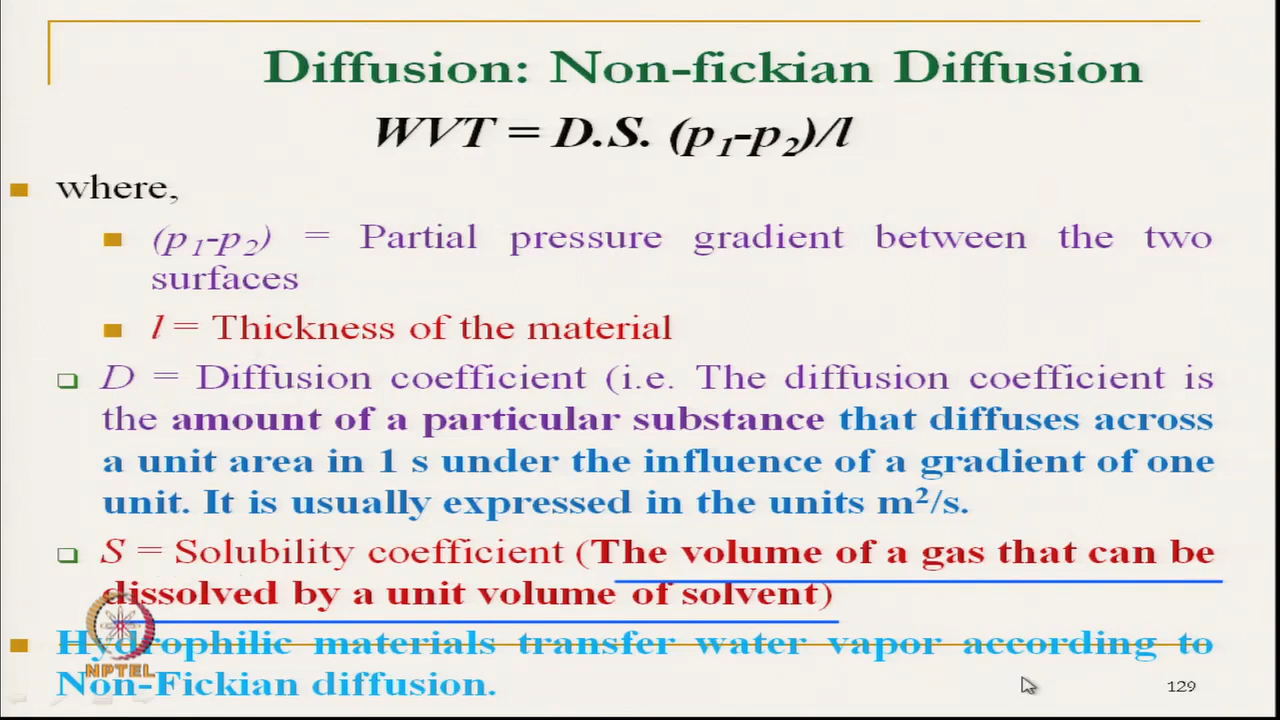 Diffusion: Non-fickian Diffusion
WVT = D.S. (p₁-p₂)/l
where,
(p₁-p₂) = Partial pressure gradient between the two
surfaces
l = Thickness of the material
D = Diffusion coefficient (i.e. The diffusion coefficient is
the amount of a particular substance that diffuses across
a unit area in 1 s under the influence of a gradient of one
unit. It is usually expressed in the units m²/s.
S = Solubility coefficient (The volume of a gas that can be
dissolved by a unit volume of solvent)
Hydrophilic materials transfer water vapor according to
Non-Fickian diffusion.
NPTEL
129